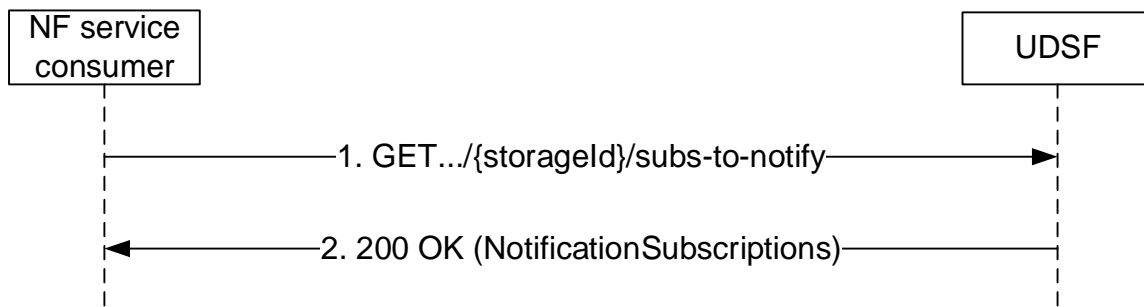 NF service
consumer
UDSF
1. GET.../{storageId}/subs-to-notify
2. 200 OK (NotificationSubscriptions)